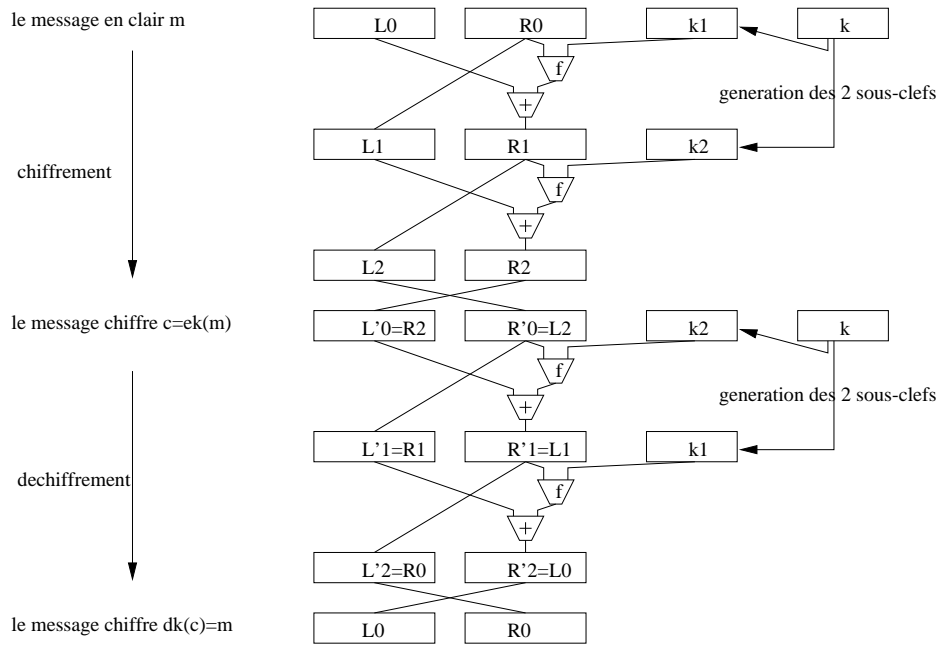 le message en clair m
L0
R0
k1
k
f
+
generation des 2 sous-clefs
L1
R1
k2
chiffrement
f
+
L2
R2
le message chiffre c=ek(m)
L'0=R2
R'0=L2
k2
k
f
generation des 2 sous-clefs
+
L'1=R1
R'1=L1
k1
dechiffrement
f
+
L'2=R0
R'2=L0
le message chiffre dk(c)=m
L0
R0